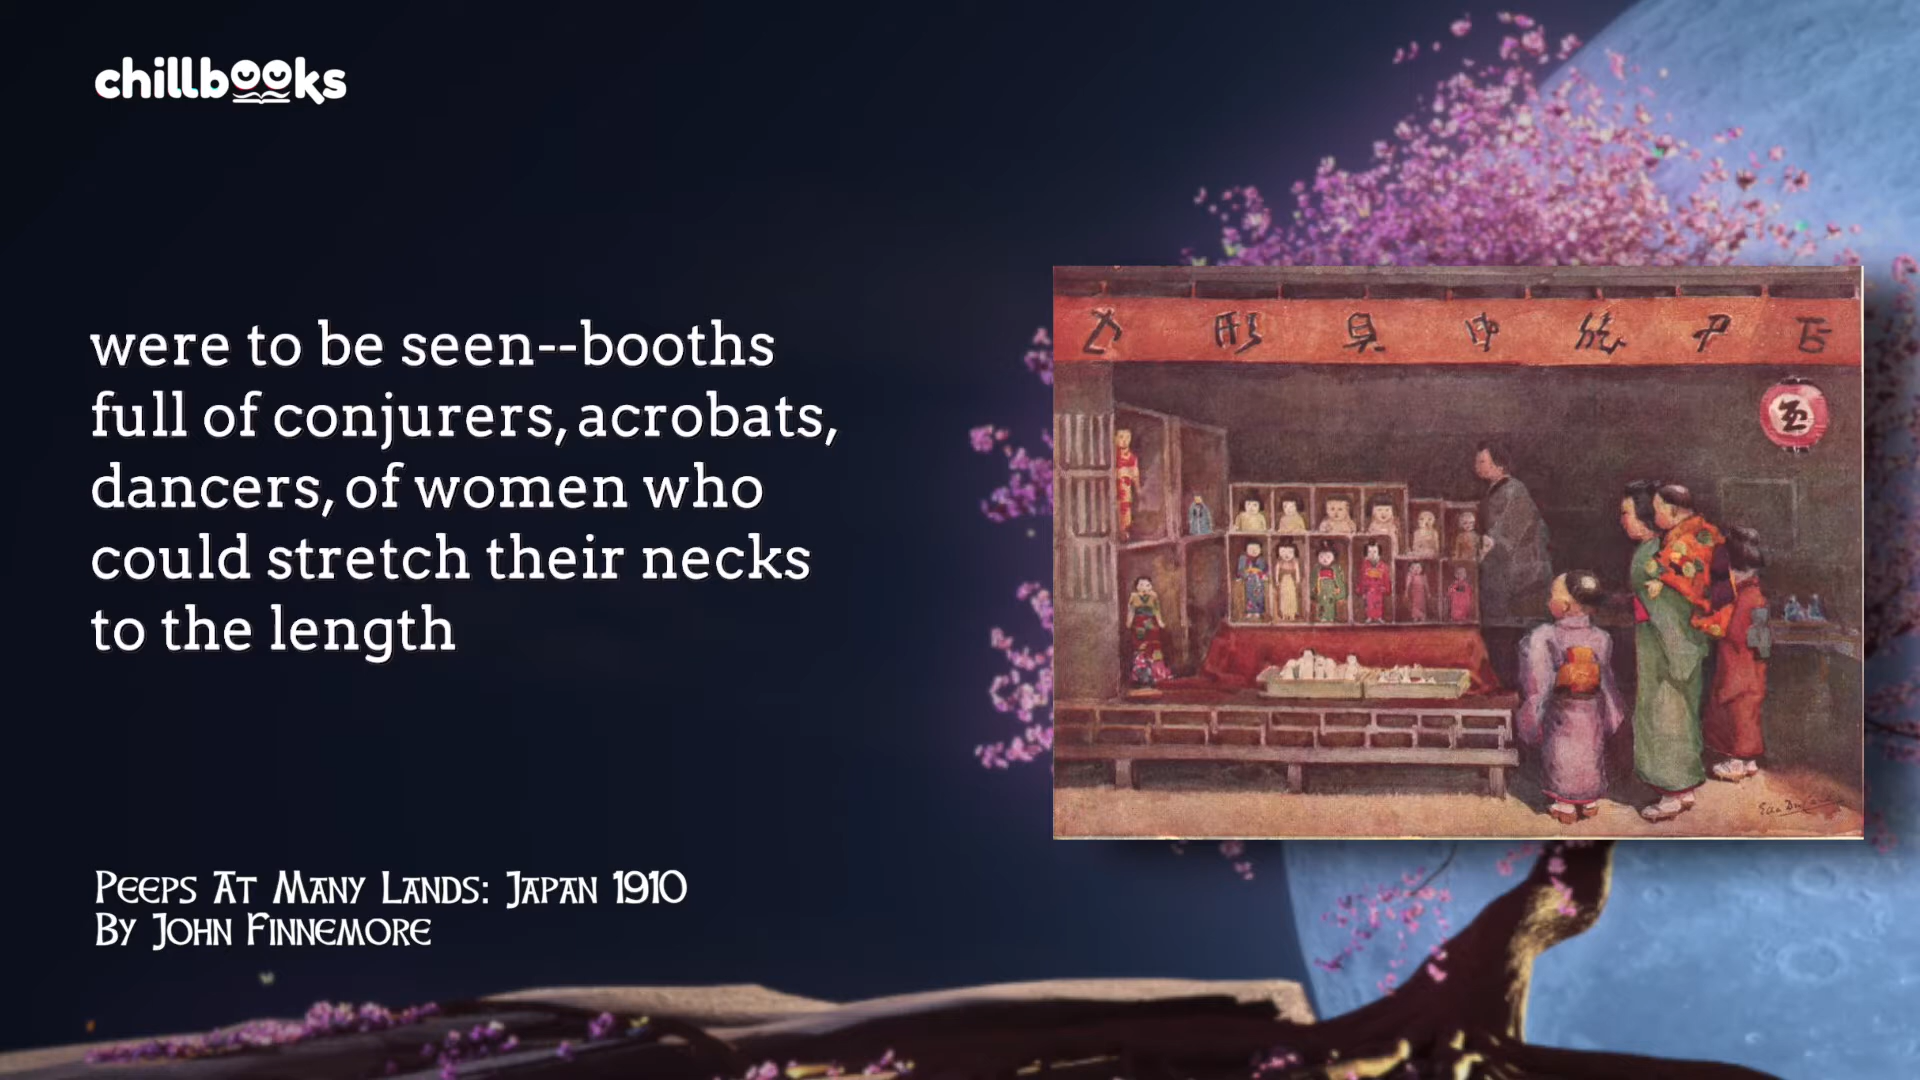 chillbooks
were to be seen--booths
full of conjurers, acrobats,
dancers, of women who
could stretch their necks
to the length
Peeps At Many Lands: Japan 1910
By John Finnemore